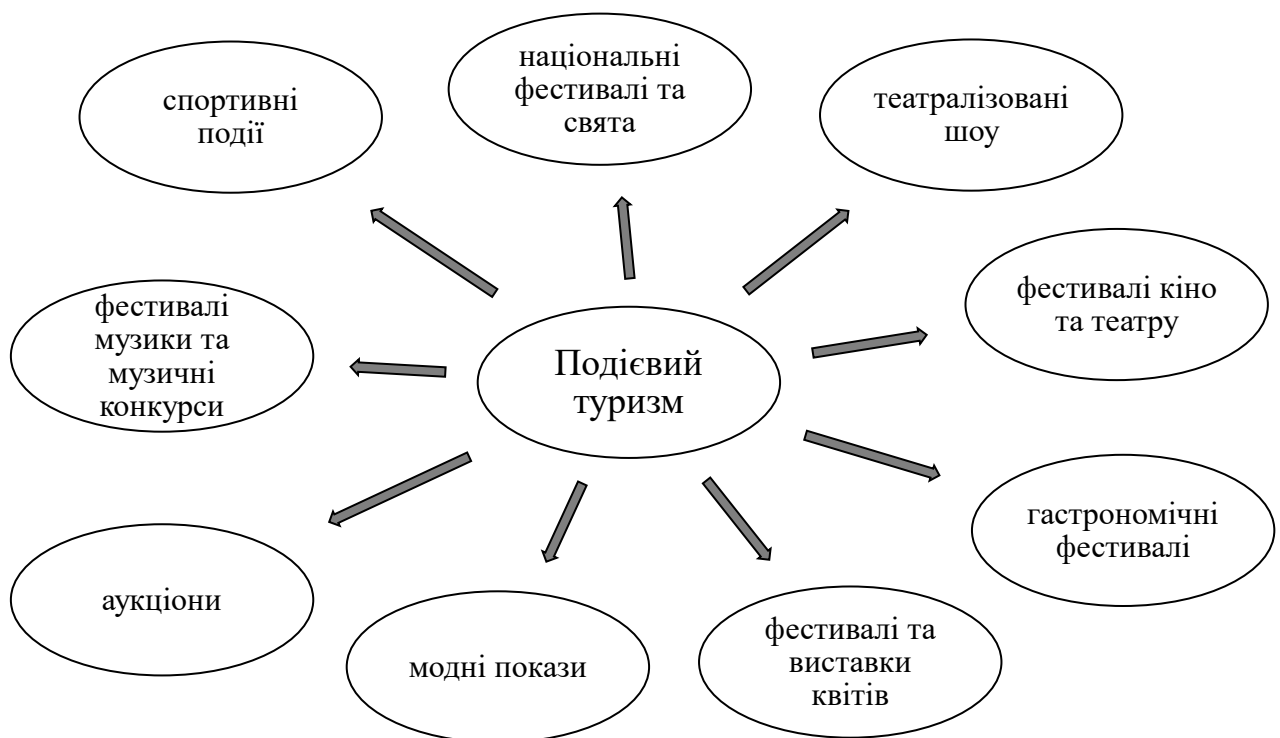 національні
фестивалі та
свята
спортивні
події
театралізовані
шоу
фестивалі кіно
та театру
фестивалі
музики та
музичні
конкурси
Подієвий
туризм
гастрономічні
фестивалі
аукціони
модні покази
фестивалі та
виставки
квітів